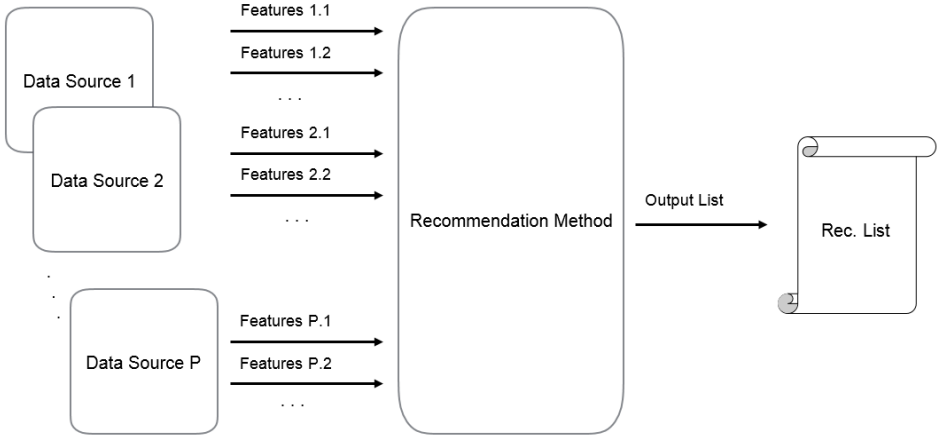 Features 1.1
Features 1.2
. . .
Data Source 1
Features 2.1
Features 2.2
. . .
Data Source 2
.
.
.
Features P.1
Features P.2
. . .
Data Source P
Recommendation Method
Output List
Rec. List